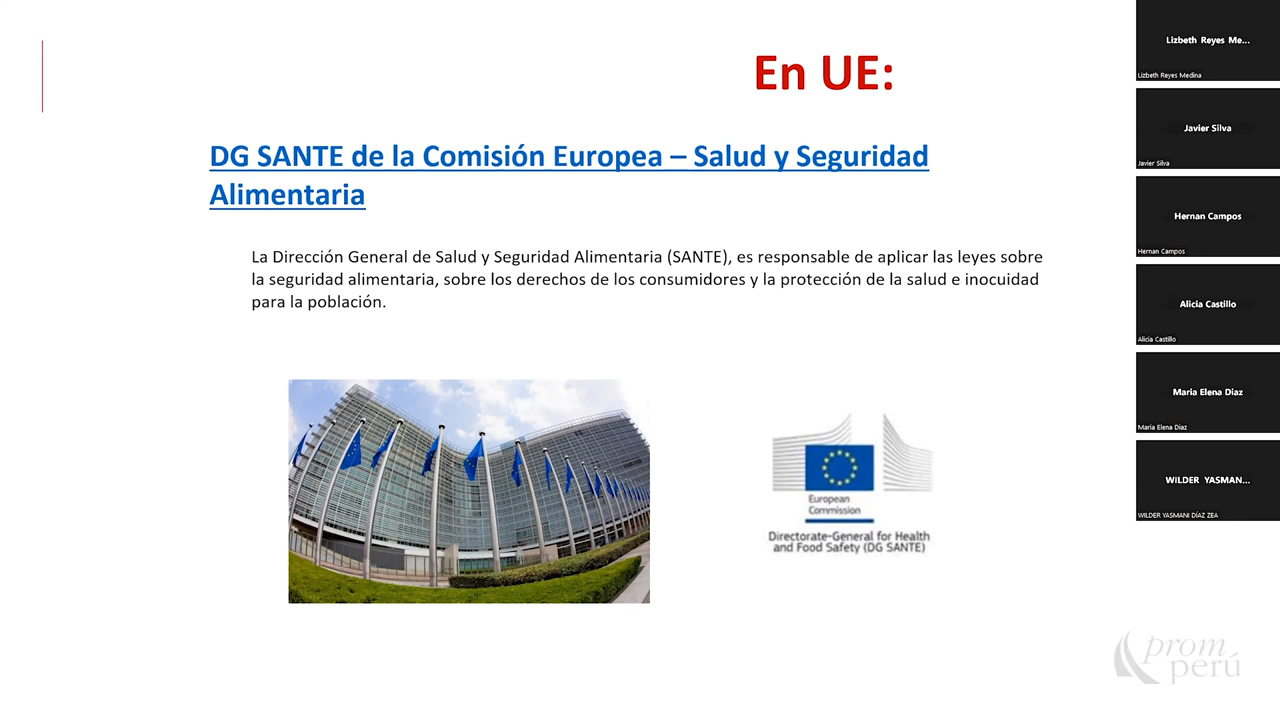 En UE:
DG SANTE de la Comisión Europea – Salud y Seguridad
Alimentaria
La Dirección General de Salud y Seguridad Alimentaria (SANTE), es responsable de aplicar las leyes sobre
la seguridad alimentaria, sobre los derechos de los consumidores y la protección de la salud e inocuidad
para la población.
European
Commission
Directorate-General for Health
and Food Safety (DG SANTE)
Lizbeth Reyes Me...
Lizbeth Reyes Medina
Javier Silva
Javier Silva
Hernan Campos
Hernan Campos
Alicia Castillo
Alicia Castillo
Maria Elena Diaz
Maria Elena Diaz
WILDER YASMAN...
WILDER YASMANI DÍAZ ZEA
prom
perú